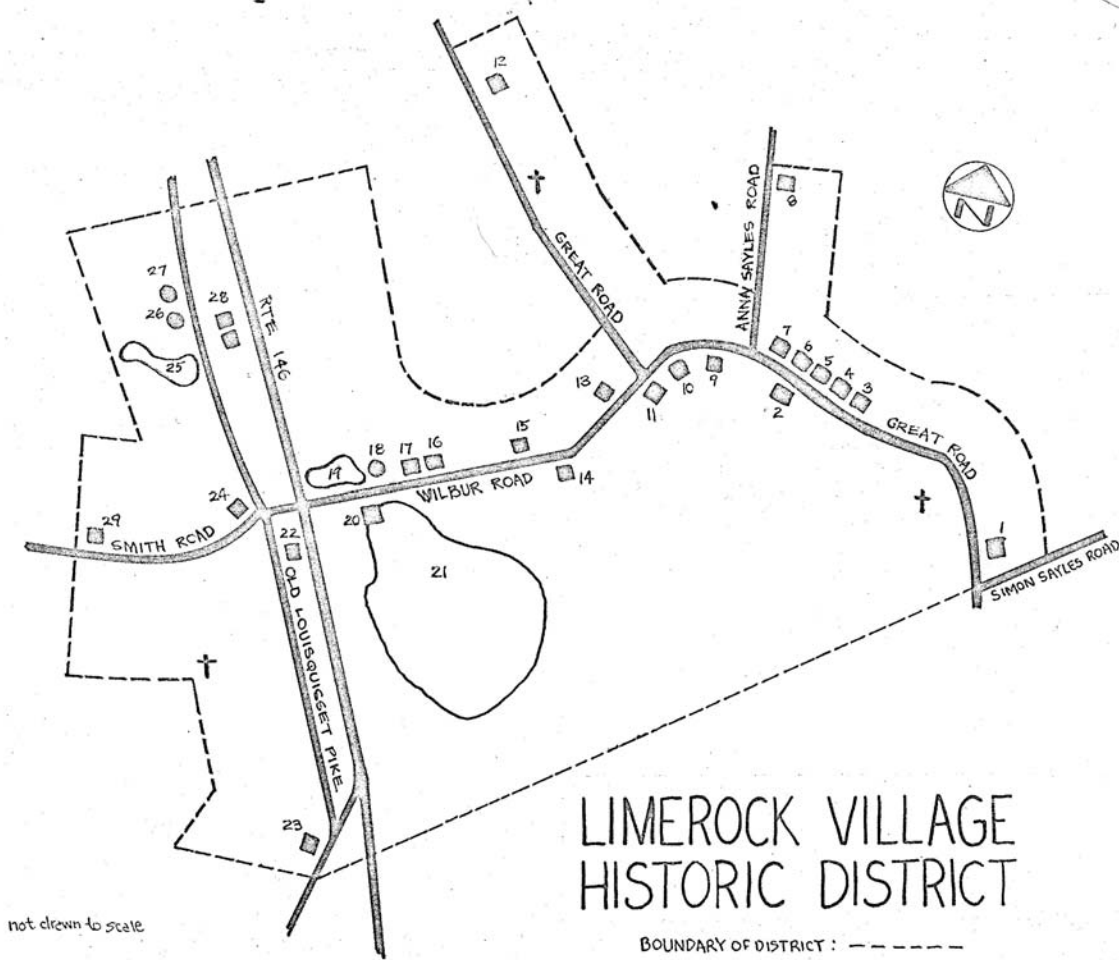 12
GREAT ROAD
ANNA SAYLES ROAD
8
N
27
26
28
RTE 146
25
7
6
5
4
3
2
9
10
11
13
GREAT ROAD
15
16
17
18
19
14
WILBUR ROAD
20
21
24
22
29
SMITH ROAD
OLD LOUISQUISSET PIKE
1
SIMON SAYLES ROAD
23
LIMEROCK VILLAGE
HISTORIC DISTRICT
not drawn to scale
BOUNDARY OF DISTRICT :